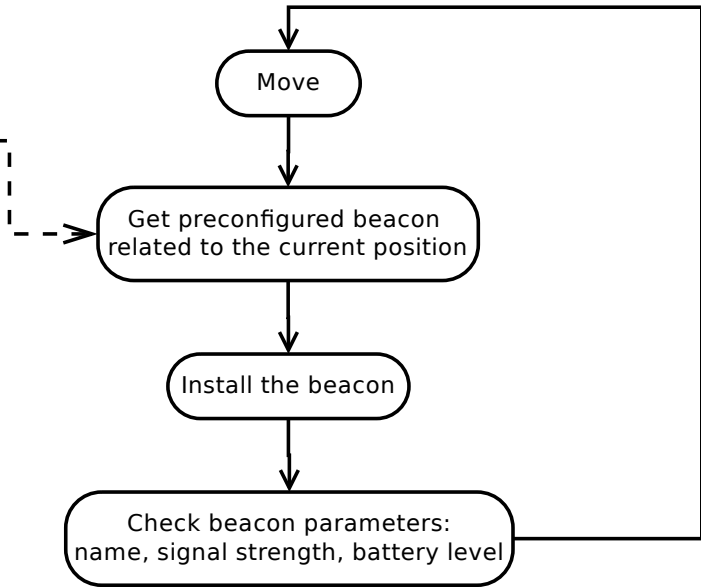 Move
Get preconfigured beacon
related to the current position
Install the beacon
Check beacon parameters:
name, signal strength, battery level